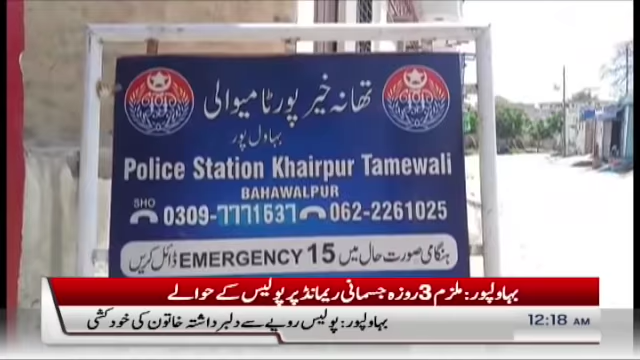 تھانہ خیر پور ٹامیوالی
بہاول پور
Police Station Khairpur Tamewali
BAHAWALPUR
SHO 0309-7771637 062-2261025
ہنگامی صورت حال میں EMERGENCY 15 ڈائل کریں
بہاولپور: ملزم 3 روزہ جسمانی ریمانڈ پر پولیس کے حوالے
بہاولپور: پولیس رویے سے دلبرداشتہ خاتون کی خودکشی
12:18 AM